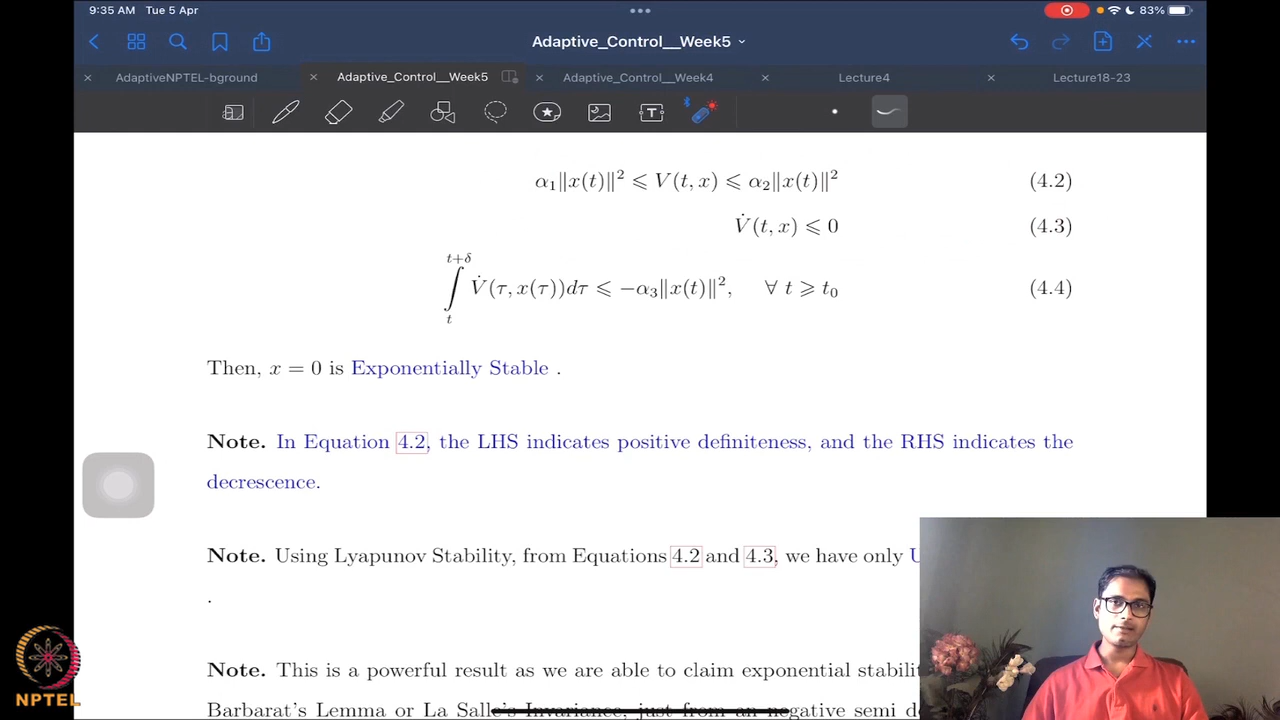 9:35 AM Tue 5 Apr
83%
Adaptive_Control__Week5
AdaptiveNPTEL-bground
Adaptive_Control__Week5
Adaptive_Control__Week4
Lecture4
Lecture18-23
α₁‖x(t)‖² ⩽ V(t, x) ⩽ α₂‖x(t)‖² (4.2)
V̇(t, x) ⩽ 0 (4.3)
∫ₜ^{t+δ} V̇(τ, x(τ))dτ ⩽ −α₃‖x(t)‖², ∀ t ⩾ t₀ (4.4)
Then, x = 0 is Exponentially Stable .
Note. In Equation 4.2, the LHS indicates positive definiteness, and the RHS indicates the
decrescence.
Note. Using Lyapunov Stability, from Equations 4.2 and 4.3, we have only
.
Note. This is a powerful result as we are able to claim exponential
Barbarat's Lemma or La Salle's Invariance, just from an negative semi
NPTEL